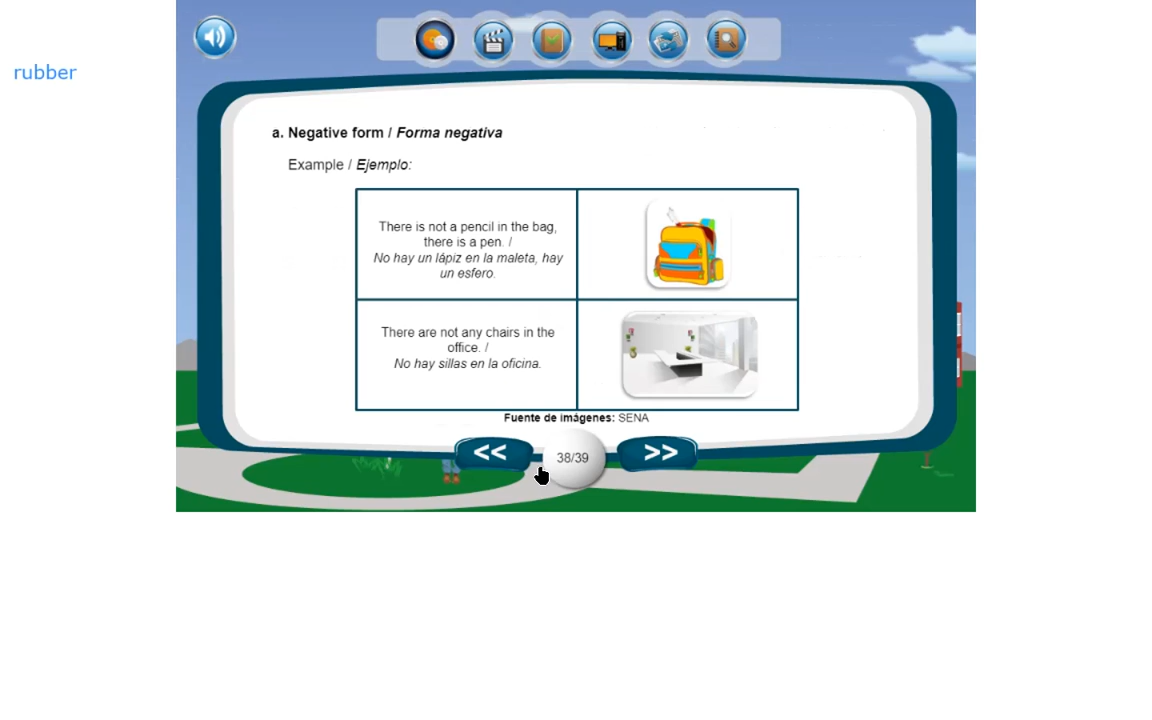 rubber
a. Negative form / Forma negativa
Example / Ejemplo:
There is not a pencil in the bag,
there is a pen. /
No hay un lápiz en la maleta, hay
un esfero.
There are not any chairs in the
office. /
No hay sillas en la oficina.
Fuente de imágenes: SENA
<< 38/39 >>